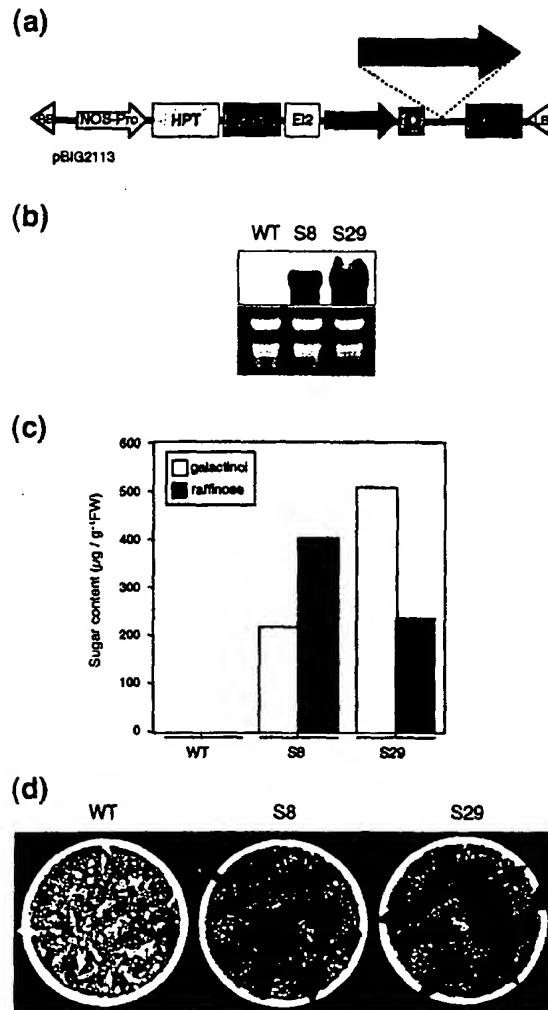 (a)
NOS-Pro HPT EI2
pBIG2113
(b)
WT S8 S29
(c)
600
500
400
300
200
100
0
Sugar content (µg / g⁻¹FW)
galactinol
raffinose
WT S8 S29
(d)
WT S8 S29